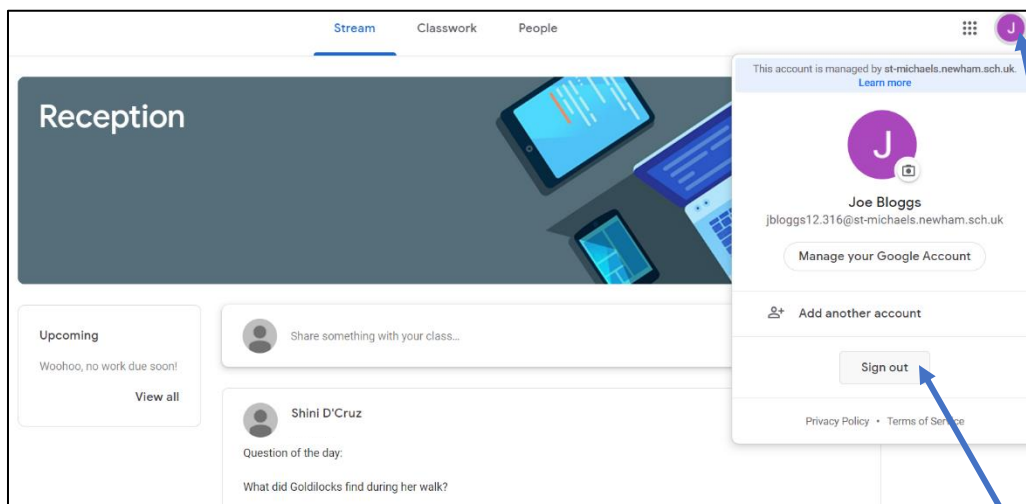 Stream Classwork People
J
This account is managed by st-michaels.newham.sch.uk.
Learn more
Reception
J
Joe Bloggs
jbloggs12.316@st-michaels.newham.sch.uk
Manage your Google Account
Add another account
Sign out
Privacy Policy • Terms of Service
Upcoming
Woohoo, no work due soon!
View all
Share something with your class...
Shini D'Cruz
Question of the day:
What did Goldilocks find during her walk?